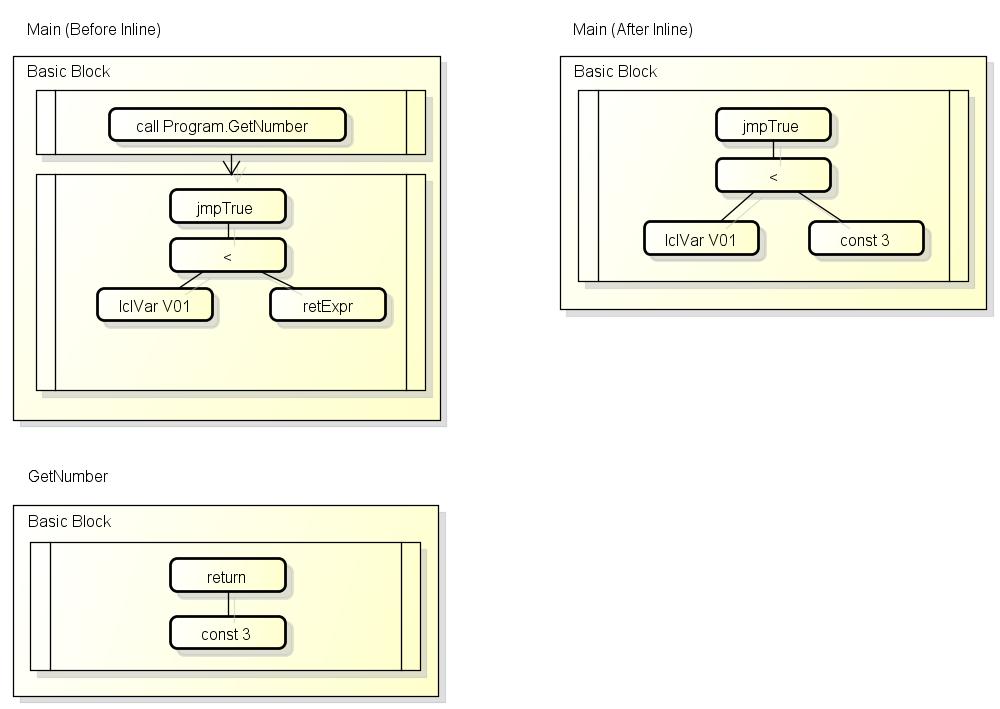 Main (Before Inline)
Basic Block
call Program.GetNumber
jmpTrue
<
lclVar V01
retExpr
Main (After Inline)
Basic Block
jmpTrue
<
lclVar V01
const 3
GetNumber
Basic Block
return
const 3